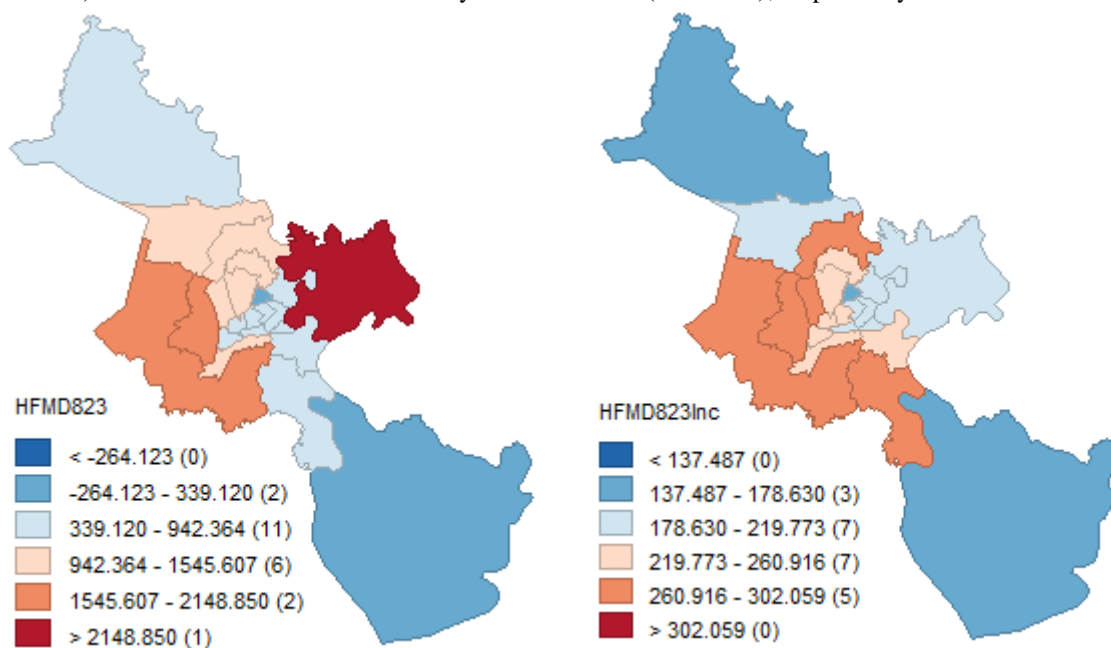 HFMD823
< -264.123 (0)
-264.123 - 339.120 (2)
339.120 - 942.364 (11)
942.364 - 1545.607 (6)
1545.607 - 2148.850 (2)
> 2148.850 (1)
HFMD823Inc
< 137.487 (0)
137.487 - 178.630 (3)
178.630 - 219.773 (7)
219.773 - 260.916 (7)
260.916 - 302.059 (5)
> 302.059 (0)